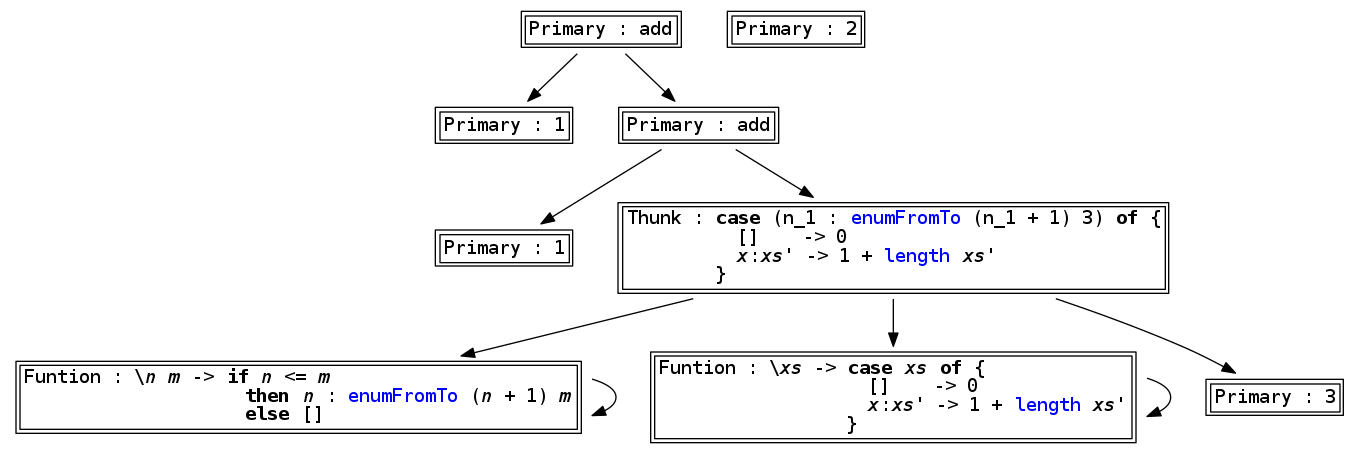 Primary : add
Primary : 2
Primary : 1
Primary : add
Primary : 1
Thunk : case (n_1 : enumFromTo (n_1 + 1) 3) of {
[]    -> 0
x:xs' -> 1 + length xs'
}
Funtion : \n m -> if n <= m
then n : enumFromTo (n + 1) m
else []
Funtion : \xs -> case xs of {
[]    -> 0
x:xs' -> 1 + length xs'
}
Primary : 3